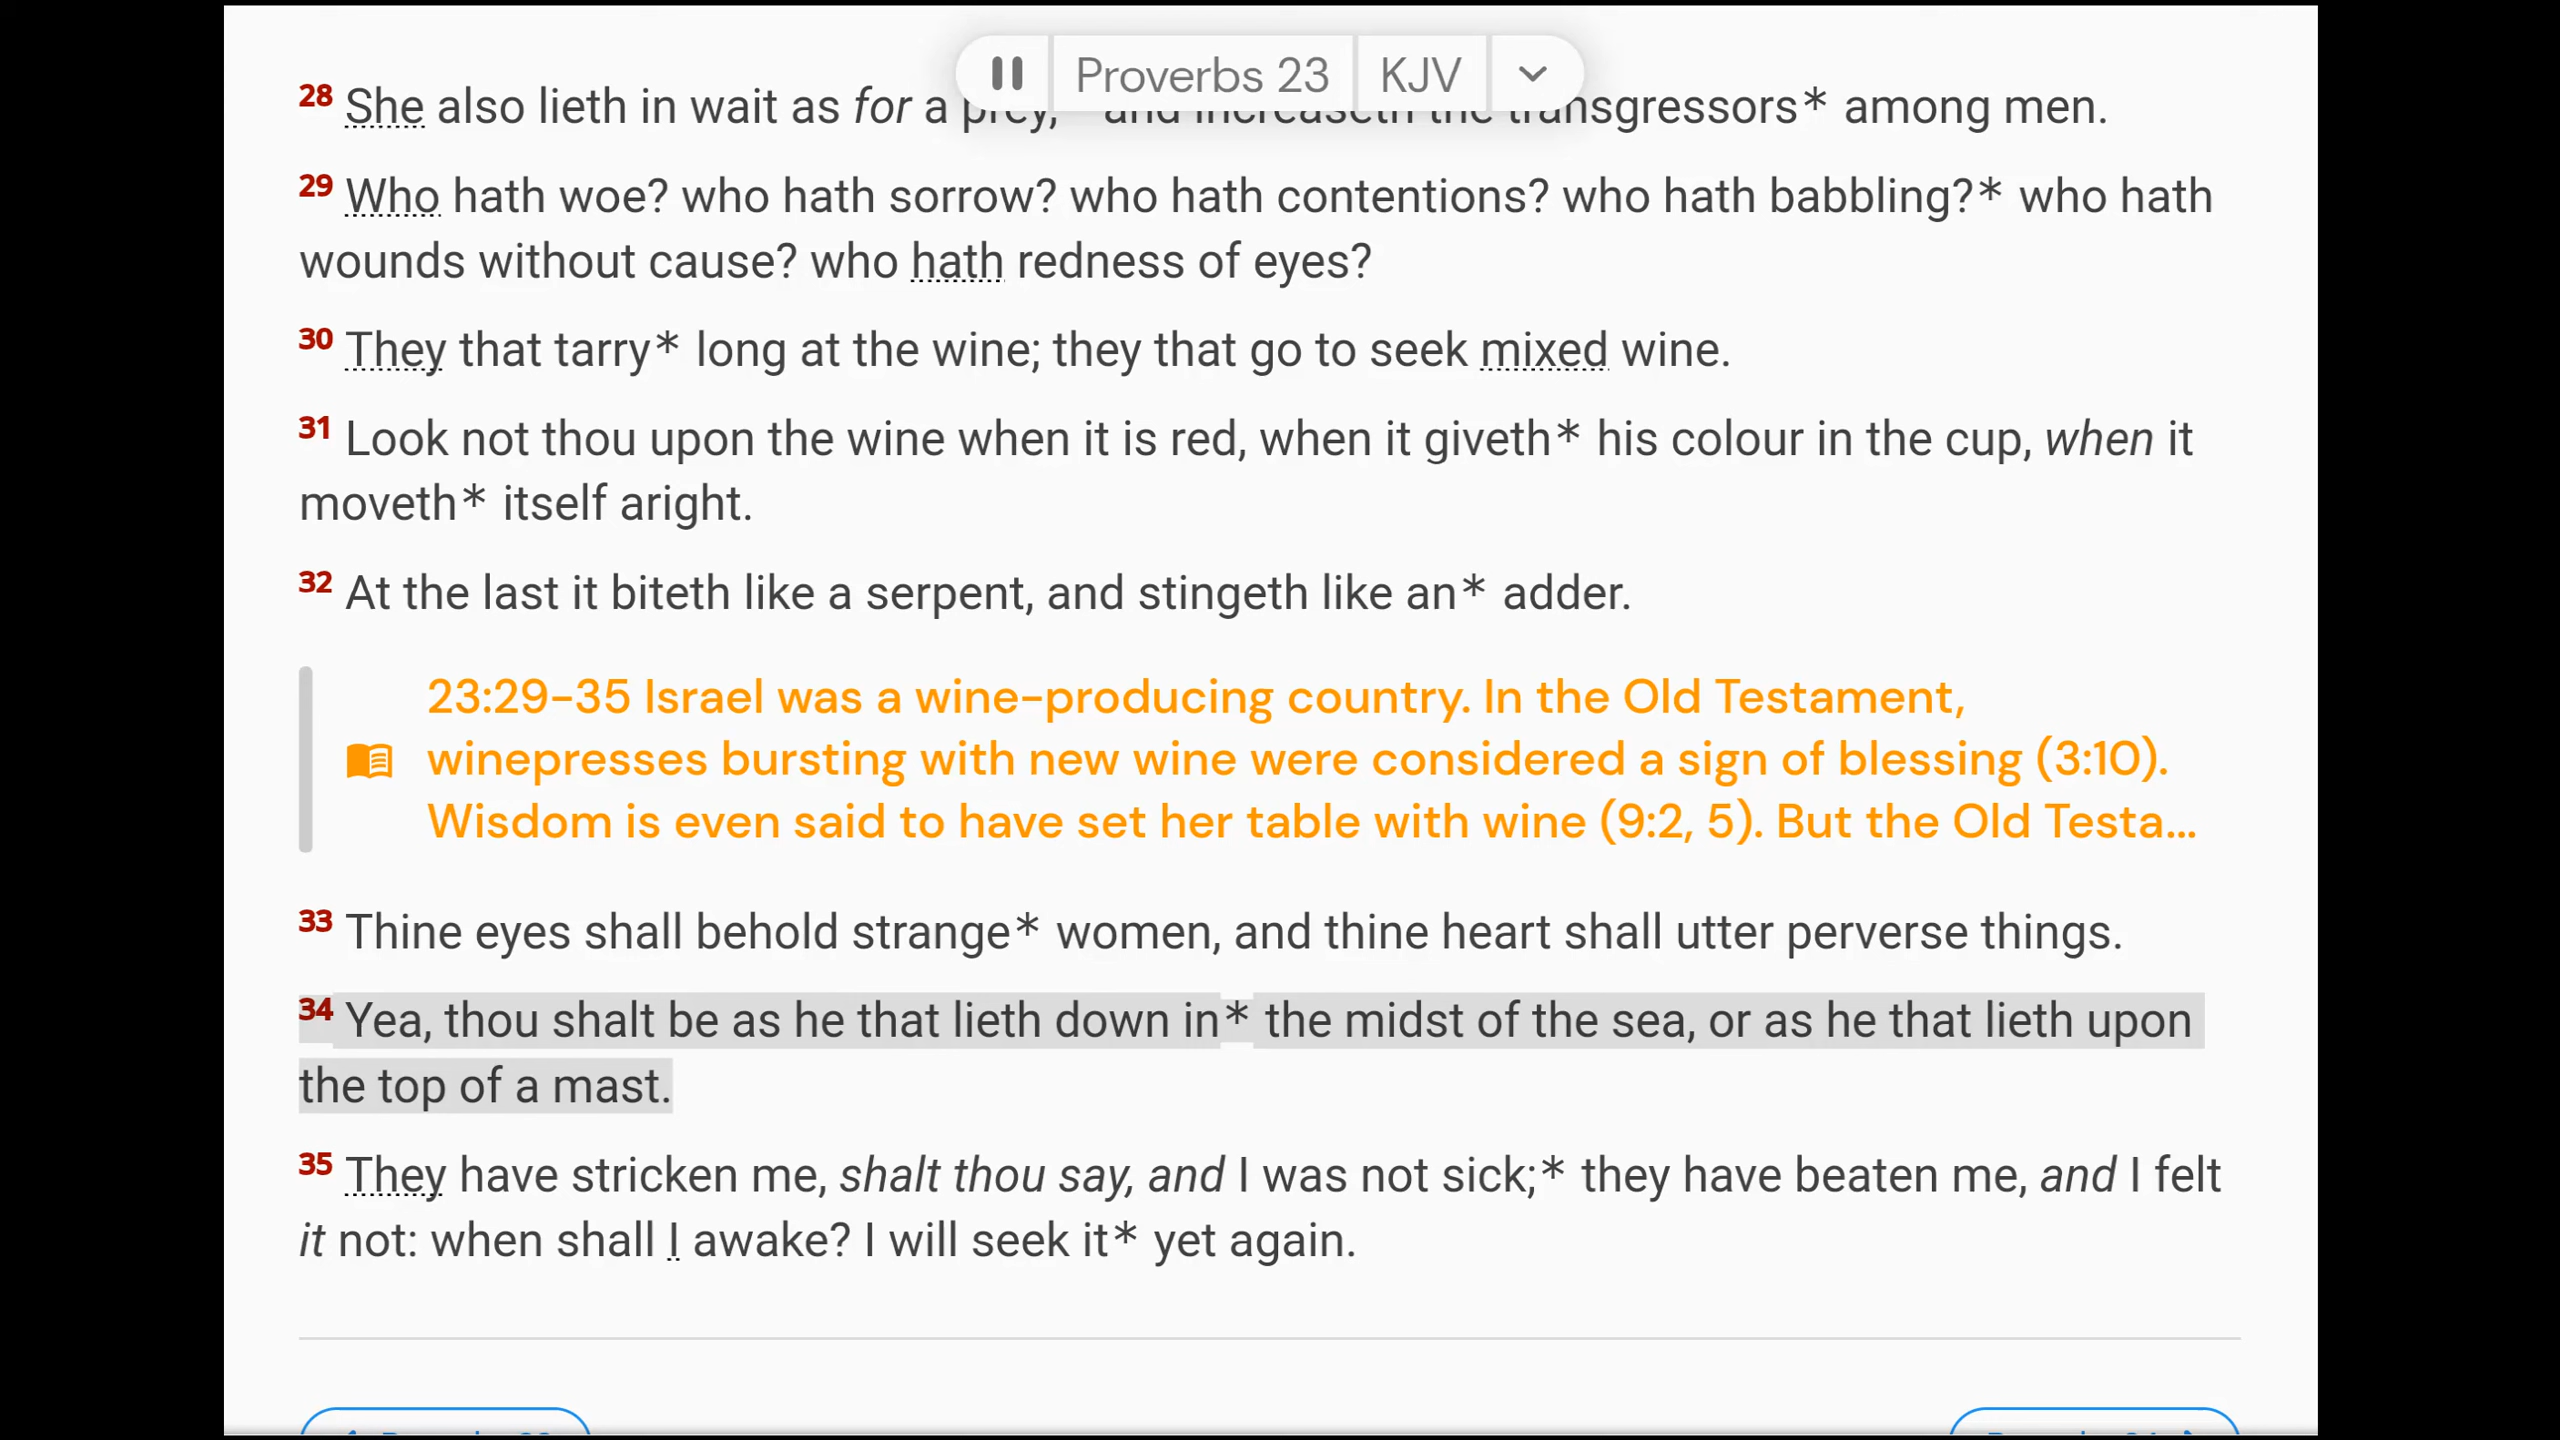 Proverbs 23 KJV
28 She also lieth in wait as for a prey, and increaseth the transgressors* among men.
29 Who hath woe? who hath sorrow? who hath contentions? who hath babbling?* who hath
wounds without cause? who hath redness of eyes?
30 They that tarry* long at the wine; they that go to seek mixed wine.
31 Look not thou upon the wine when it is red, when it giveth* his colour in the cup, when it
moveth* itself aright.
32 At the last it biteth like a serpent, and stingeth like an* adder.
23:29-35 Israel was a wine-producing country. In the Old Testament,
winepresses bursting with new wine were considered a sign of blessing (3:10).
Wisdom is even said to have set her table with wine (9:2, 5). But the Old Testa...
33 Thine eyes shall behold strange* women, and thine heart shall utter perverse things.
34 Yea, thou shalt be as he that lieth down in* the midst of the sea, or as he that lieth upon
the top of a mast.
35 They have stricken me, shalt thou say, and I was not sick;* they have beaten me, and I felt
it not: when shall I awake? I will seek it* yet again.